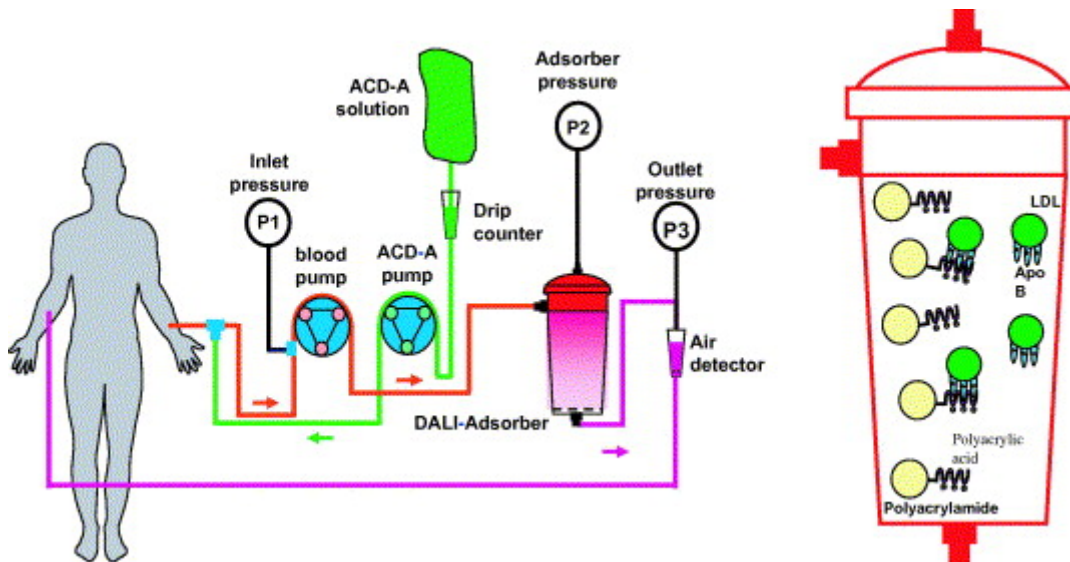 ACD-A
solution
Adsorber
pressure
P2
Inlet
pressure
P1
Outlet
pressure
P3
Drip
counter
blood
pump
ACD-A
pump
Air
detector
DALI-Adsorber
LDL
Apo
B
Polyacrylic
acid
Polyacrylamide